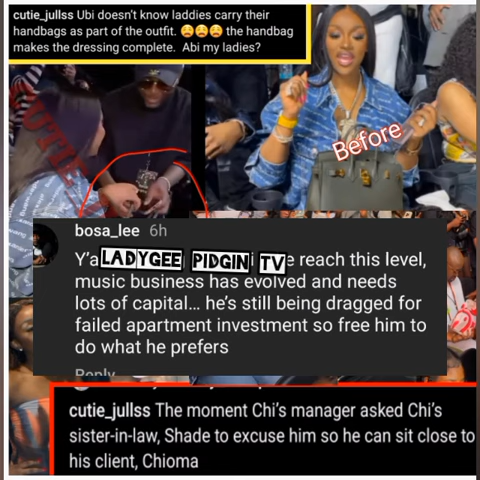 cutie_jullss Ubi doesn't know laddies carry their
handbags as part of the outfit. 😩😩😩 the handbag
makes the dressing complete. Abi my ladies?
Before
bosa_lee 6h
Y'a LADYGEE PIDGIN TV e reach this level,
music business has evolved and needs
lots of capital... he's still being dragged for
failed apartment investment so free him to
do what he prefers
Reply
cutie_jullss The moment Chi's manager asked Chi's
sister-in-law, Shade to excuse him so he can sit close to
his client, Chioma